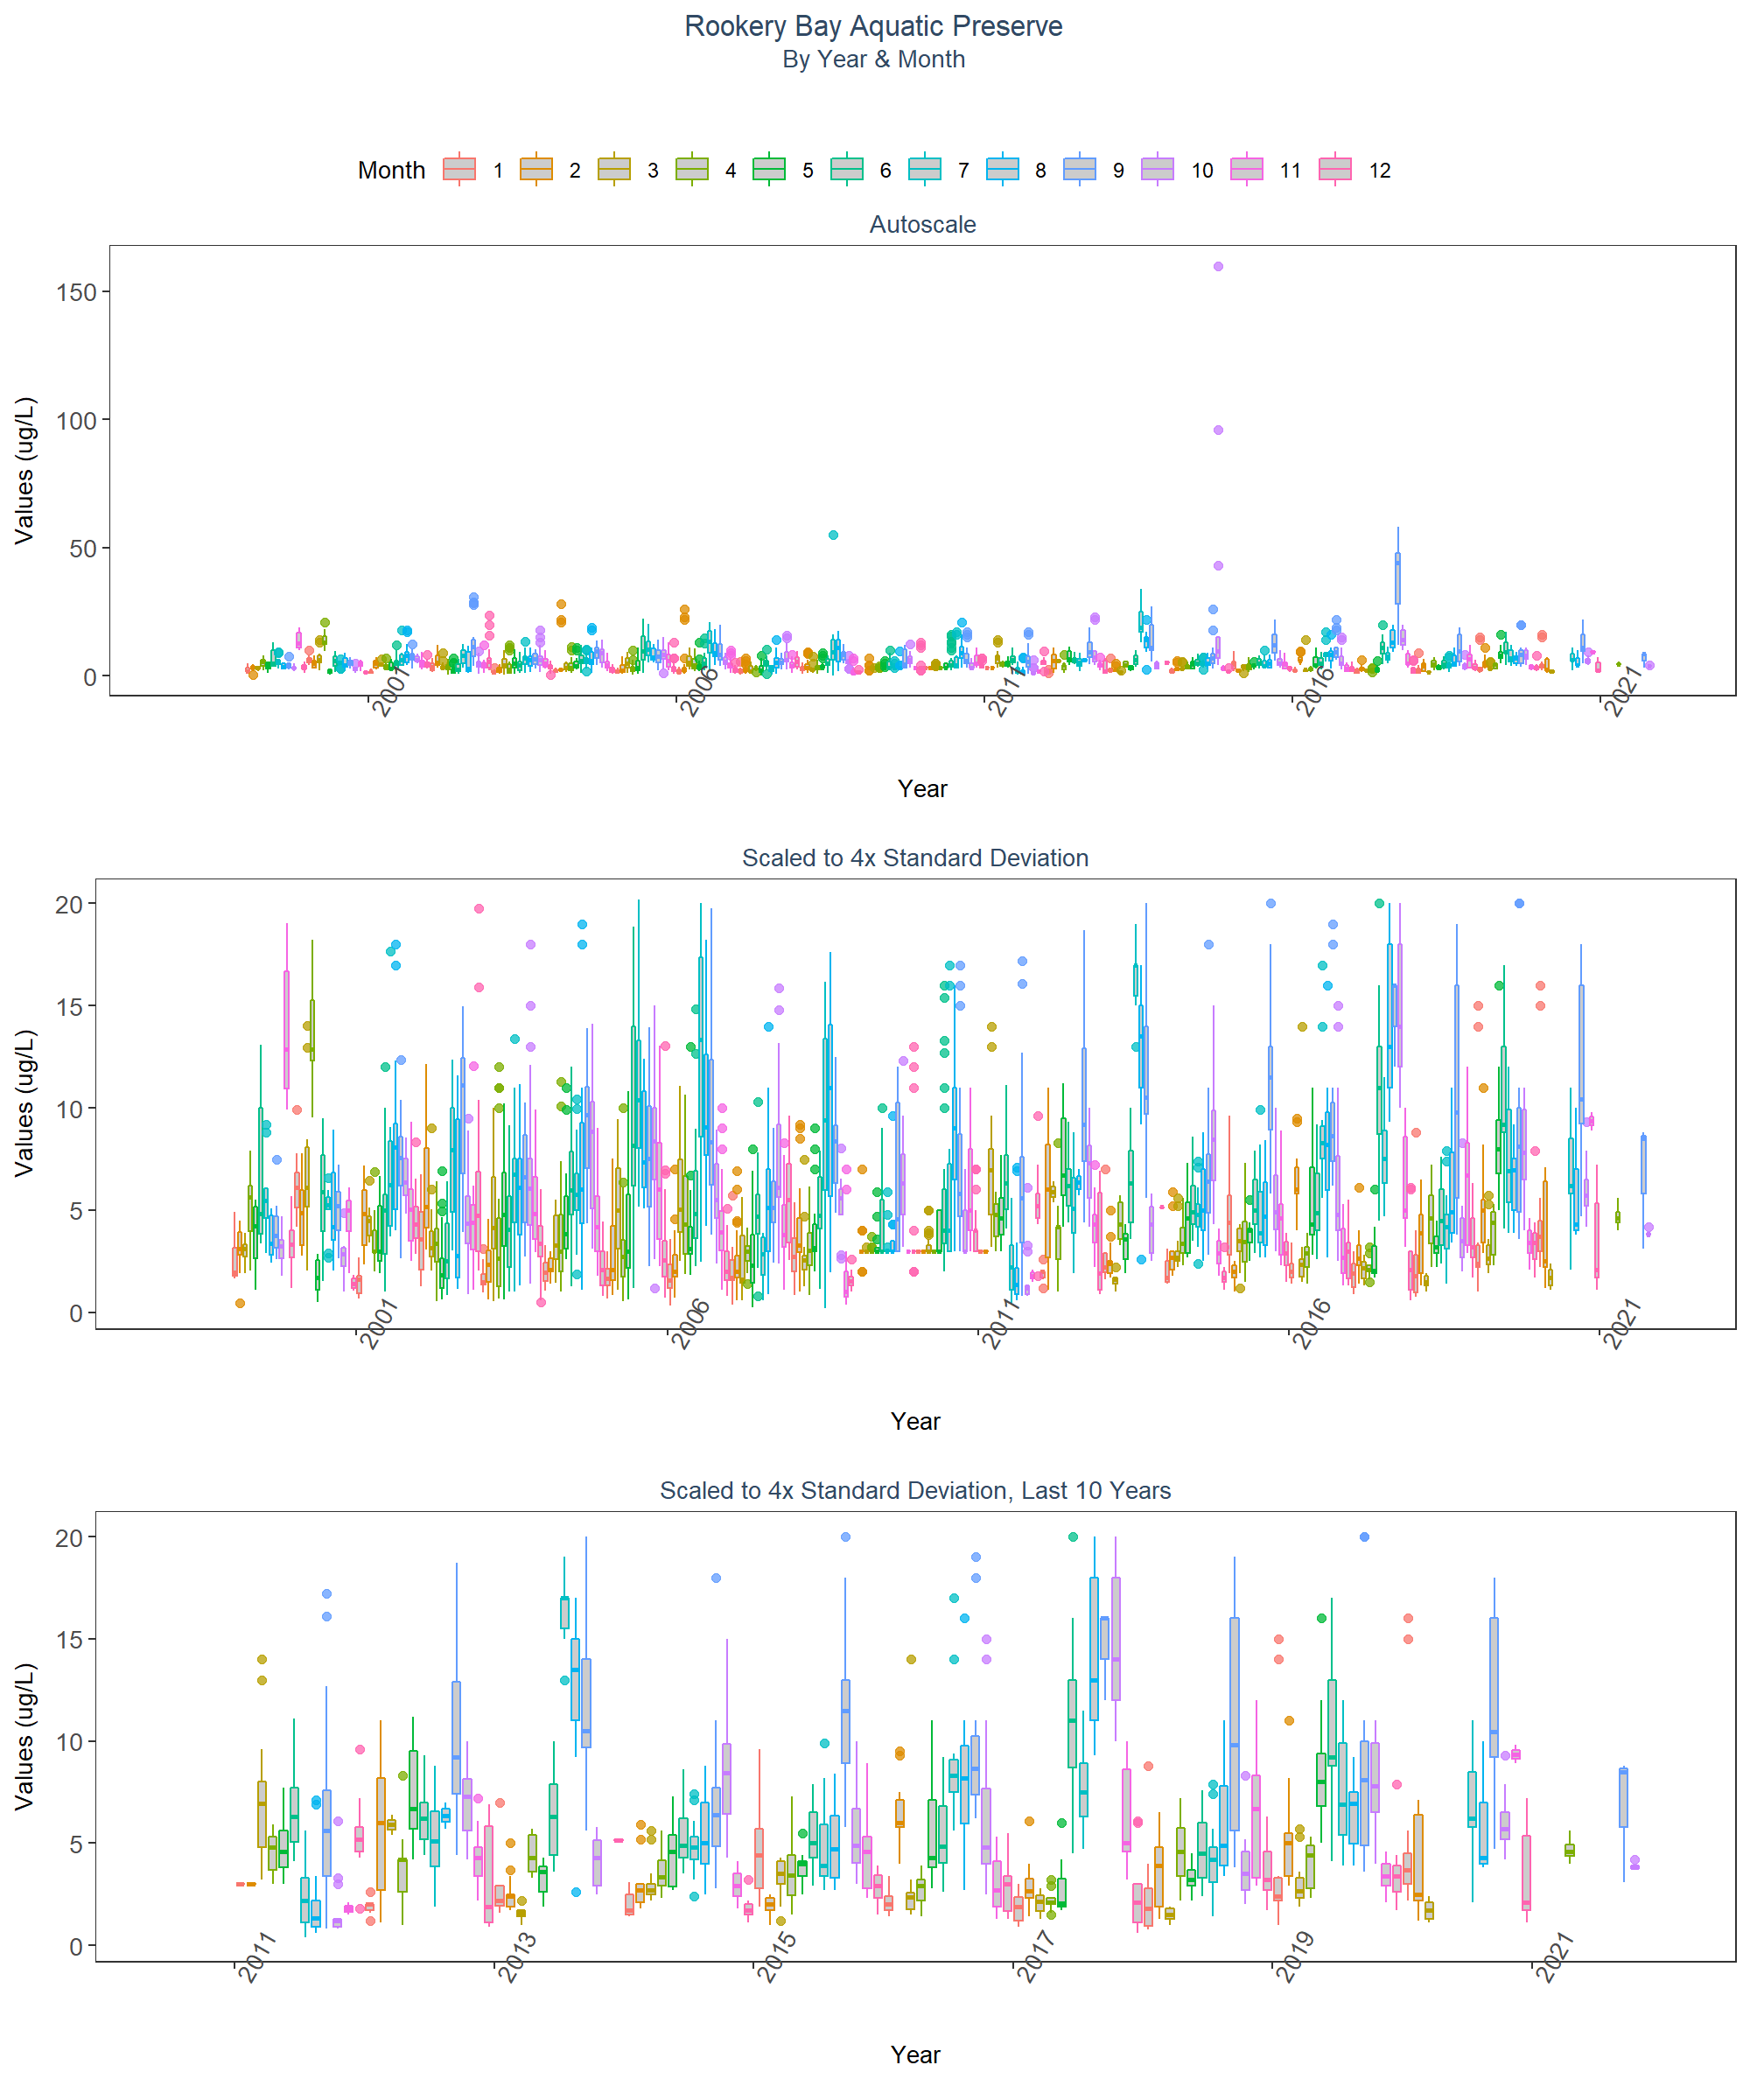 Rookery Bay Aquatic Preserve
By Year & Month
Month 1 2 3 4 5 6 7 8 9 10 11 12
Autoscale
Values (ug/L)
150
100
50
0
2001 2006 2011 2016 2021
Year
Scaled to 4x Standard Deviation
Values (ug/L)
20
15
10
5
0
2001 2006 2011 2016 2021
Year
Scaled to 4x Standard Deviation, Last 10 Years
Values (ug/L)
20
15
10
5
0
2011 2013 2015 2017 2019 2021
Year